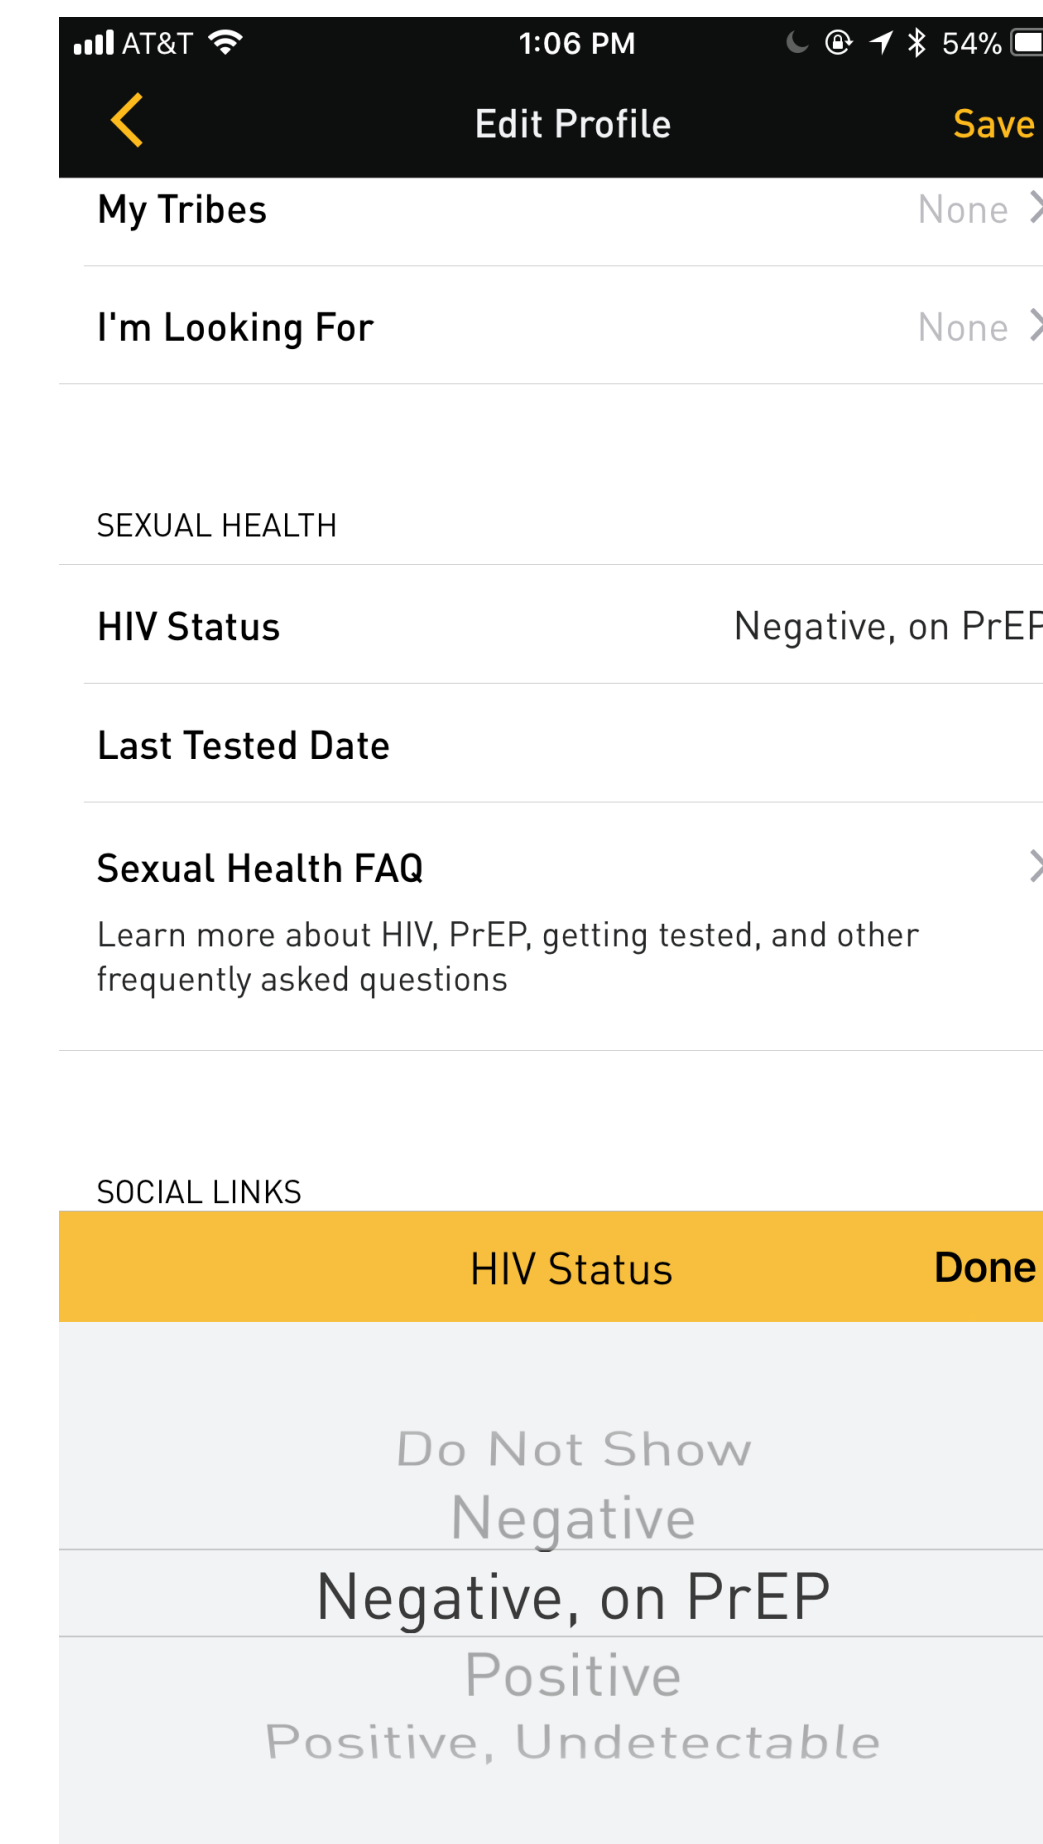 AT&T 1:06 PM 54%
Edit Profile Save
My Tribes None
I'm Looking For None
SEXUAL HEALTH
HIV Status Negative, on PrEP
Last Tested Date
Sexual Health FAQ
Learn more about HIV, PrEP, getting tested, and other
frequently asked questions
SOCIAL LINKS
HIV Status Done
Do Not Show
Negative
Negative, on PrEP
Positive
Positive, Undetectable